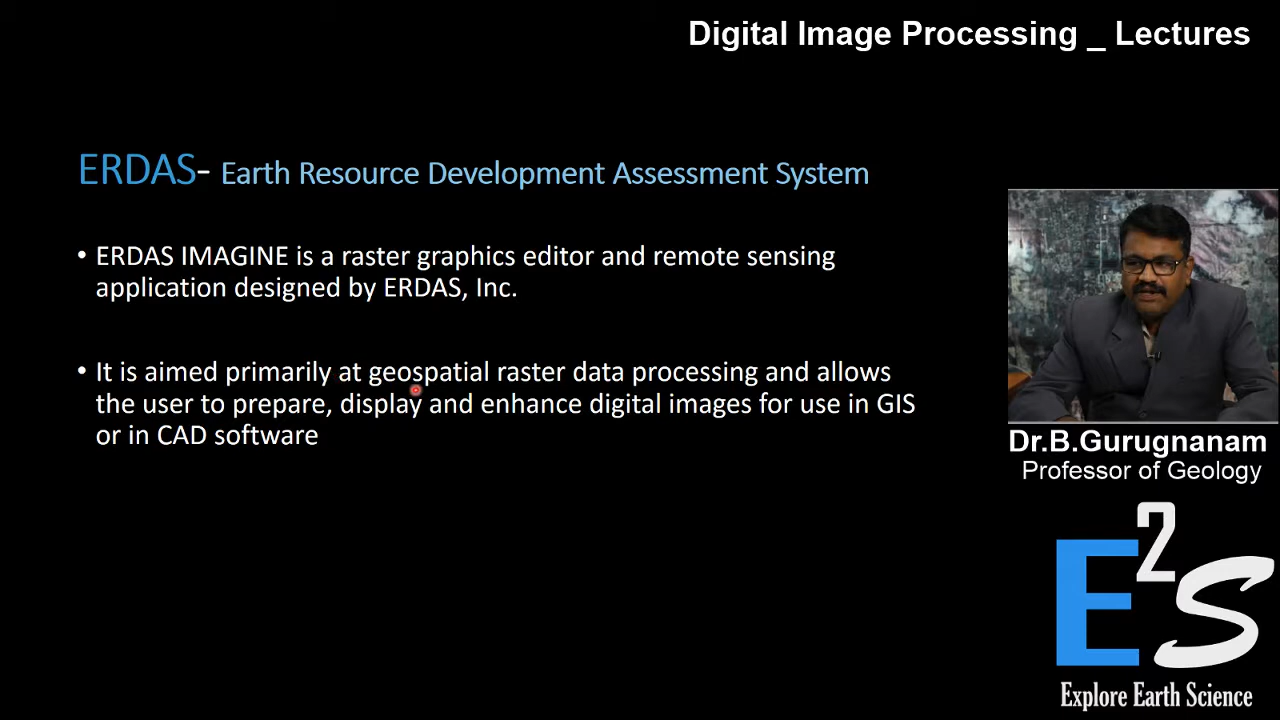 Digital Image Processing _ Lectures
ERDAS- Earth Resource Development Assessment System
• ERDAS IMAGINE is a raster graphics editor and remote sensing
application designed by ERDAS, Inc.
• It is aimed primarily at geospatial raster data processing and allows
the user to prepare, display and enhance digital images for use in GIS
or in CAD software
Dr.B.Gurugnanam
Professor of Geology
E2S
Explore Earth Science